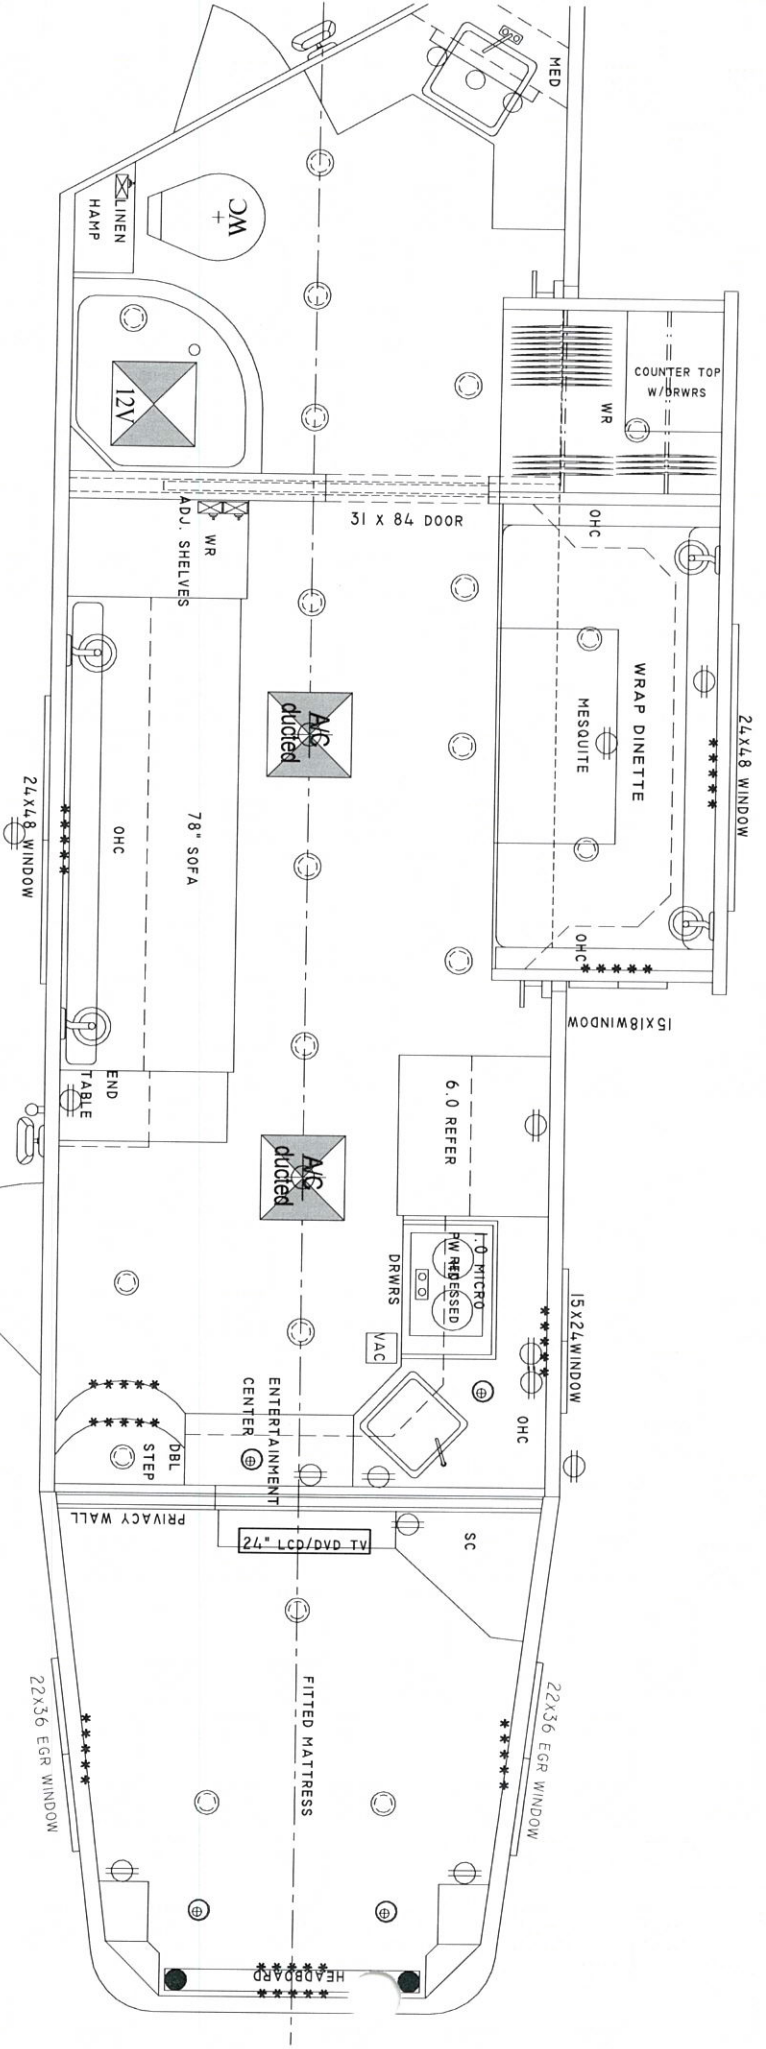 MED
WC
LINEN
HAMP
COUNTER TOP
W/DRWRS
WR
12V
31 X 84 DOOR
OHC
WR
ADJ. SHELVES
WRAP DINETTE
MESQUITE
24X48 WINDOW
A/C
ducted
24X48 WINDOW
OHC
78" SOFA
OHC
15X18WINDOW
END
TABLE
6.0 REFER
A/C
ducted
1.0 MICRO
DRWRS
VAC
15X24WINDOW
OHC
ENTERTAINMENT
CENTER
DBL
STEP
PRIVACY WALL
24" LCD/DVD TV
SC
FITTED MATTRESS
22X36 EGR WINDOW
22X36 EGR WINDOW
HEADBOARD